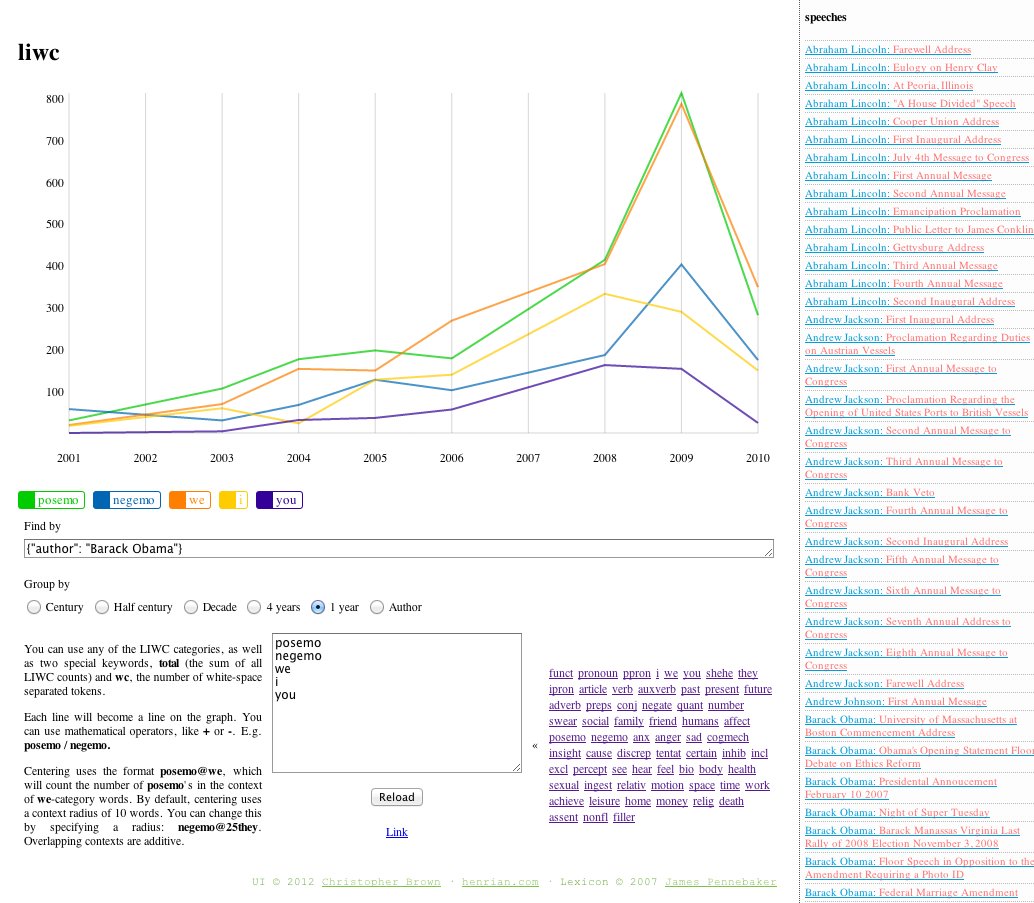 liwc
800
700
600
500
400
300
200
100
2001 2002 2003 2004 2005 2006 2007 2008 2009 2010
posemo negemo we i you
Find by
{"author": "Barack Obama"}
Group by
Century Half century Decade 4 years 1 year Author
You can use any of the LIWC categories, as well
as two special keywords, total (the sum of all
LIWC counts) and wc, the number of white-space
separated tokens.
Each line will become a line on the graph. You
can use mathematical operators, like + or -. E.g.
posemo / negemo.
Centering uses the format posemo@we, which
will count the number of posemo's in the context
of we-category words. By default, centering uses
a context radius of 10 words. You can change this
by specifying a radius: negemo@25they.
Overlapping contexts are additive.
posemo
negemo
we
i
you
Reload
Link
«
funct pronoun ppron i we you shehe they
ipron article verb auxverb past present future
adverb preps conj negate quant number
swear social family friend humans affect
posemo negemo anx anger sad cogmech
insight cause discrep tentat certain inhib incl
excl percept see hear feel bio body health
sexual ingest relativ motion space time work
achieve leisure home money relig death
assent nonfl filler
UI © 2012 Christopher Brown · henrian.com · Lexicon © 2007 James Pennebaker
speeches
Abraham Lincoln: Farewell Address
Abraham Lincoln: Eulogy on Henry Clay
Abraham Lincoln: At Peoria, Illinois
Abraham Lincoln: "A House Divided" Speech
Abraham Lincoln: Cooper Union Address
Abraham Lincoln: First Inaugural Address
Abraham Lincoln: July 4th Message to Congress
Abraham Lincoln: First Annual Message
Abraham Lincoln: Second Annual Message
Abraham Lincoln: Emancipation Proclamation
Abraham Lincoln: Public Letter to James Conklin
Abraham Lincoln: Gettysburg Address
Abraham Lincoln: Third Annual Message
Abraham Lincoln: Fourth Annual Message
Abraham Lincoln: Second Inaugural Address
Andrew Jackson: First Inaugural Address
Andrew Jackson: Proclamation Regarding Duties
on Austrian Vessels
Andrew Jackson: First Annual Message to
Congress
Andrew Jackson: Proclamation Regarding the
Opening of United States Ports to British Vessels
Andrew Jackson: Second Annual Message to
Congress
Andrew Jackson: Third Annual Message to
Congress
Andrew Jackson: Bank Veto
Andrew Jackson: Fourth Annual Message to
Congress
Andrew Jackson: Second Inaugural Address
Andrew Jackson: Fifth Annual Message to
Congress
Andrew Jackson: Sixth Annual Message to
Congress
Andrew Jackson: Seventh Annual Address to
Congress
Andrew Jackson: Eighth Annual Message to
Congress
Andrew Jackson: Farewell Address
Andrew Johnson: First Annual Message
Barack Obama: University of Massachusetts at
Boston Commencement Address
Barack Obama: Obama's Opening Statement Floor
Debate on Ethics Reform
Barack Obama: Presidental Annoucement
February 10 2007
Barack Obama: Night of Super Tuesday
Barack Obama: Barack Manassas Virginia Last
Rally of 2008 Election November 3, 2008
Barack Obama: Floor Speech in Opposition to the
Amendment Requiring a Photo ID
Barack Obama: Federal Marriage Amendment